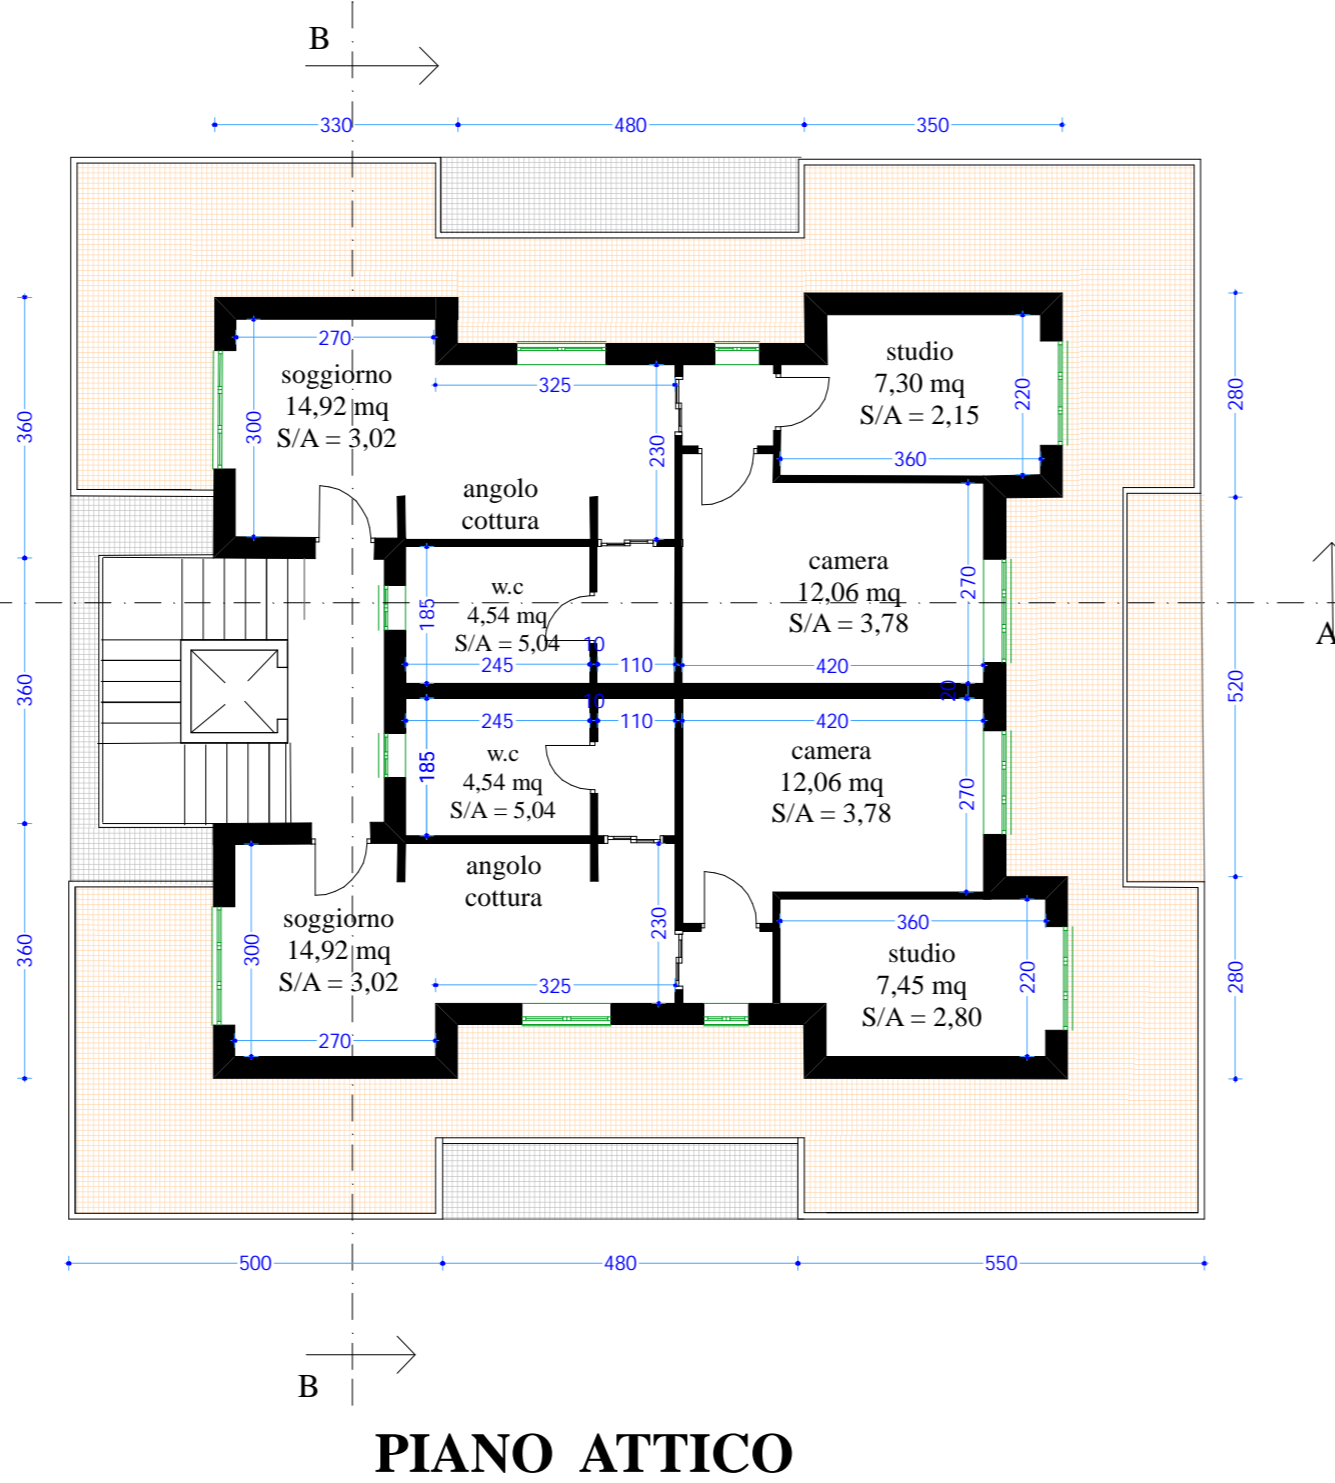 B
330
480
350
270
soggiorno
14,92 mq
S/A = 3,02
300
325
230
angolo
cottura
studio
7,30 mq
S/A = 2,15
220
360
360
280
camera
12,06 mq
S/A = 3,78
270
420
w.c
4,54 mq
S/A = 5,04
185
245
10
110
A
360
520
20
10
245
110
420
w.c
4,54 mq
S/A = 5,04
185
camera
12,06 mq
S/A = 3,78
270
angolo
cottura
soggiorno
14,92 mq
S/A = 3,02
300
230
325
270
360
studio
7,45 mq
S/A = 2,80
220
360
280
500
480
550
B
PIANO ATTICO